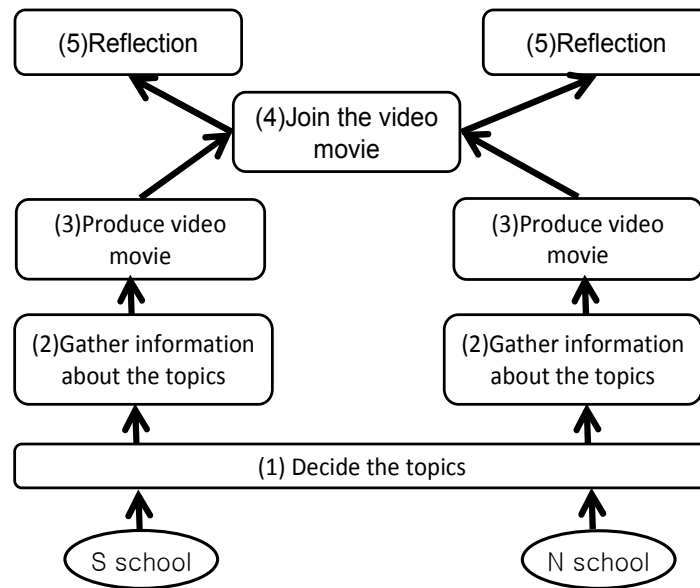 (5)Reflection
(5)Reflection
(4)Join the video
movie
(3)Produce video
movie
(3)Produce video
movie
(2)Gather information
about the topics
(2)Gather information
about the topics
(1) Decide the topics
S school
N school